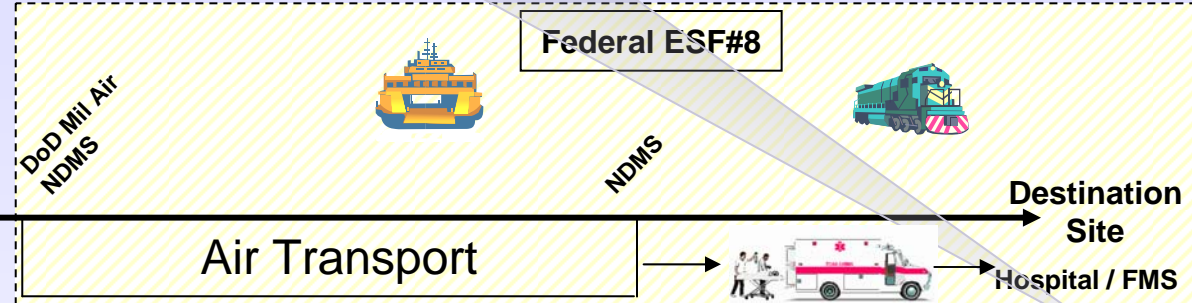 Federal ESF#8
DoD Mil Air
NDMS
NDMS
Destination
Site
Air Transport
Hospital / FMS